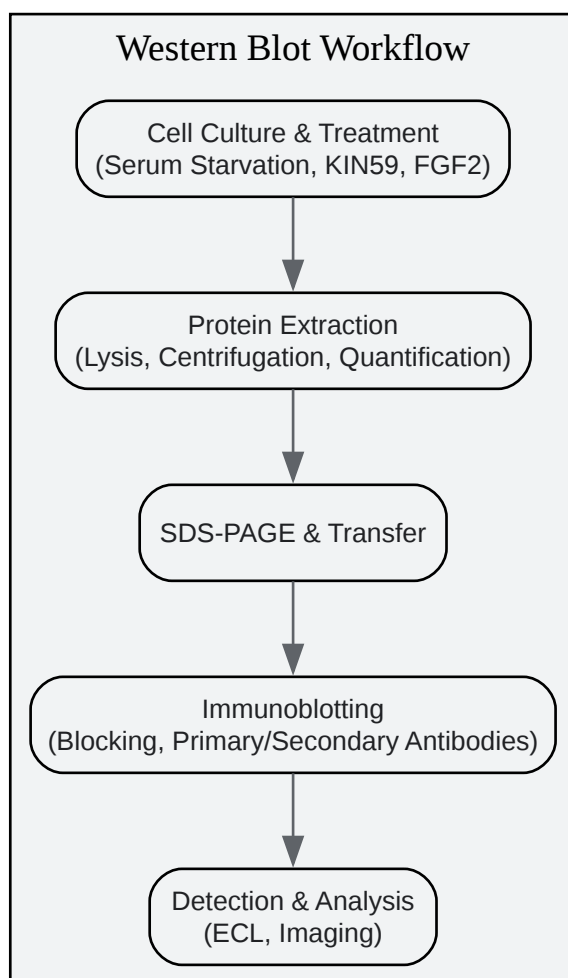 Western Blot Workflow
Cell Culture & Treatment
(Serum Starvation, KIN59, FGF2)
Protein Extraction
(Lysis, Centrifugation, Quantification)
SDS-PAGE & Transfer
Immunoblotting
(Blocking, Primary/Secondary Antibodies)
Detection & Analysis
(ECL, Imaging)